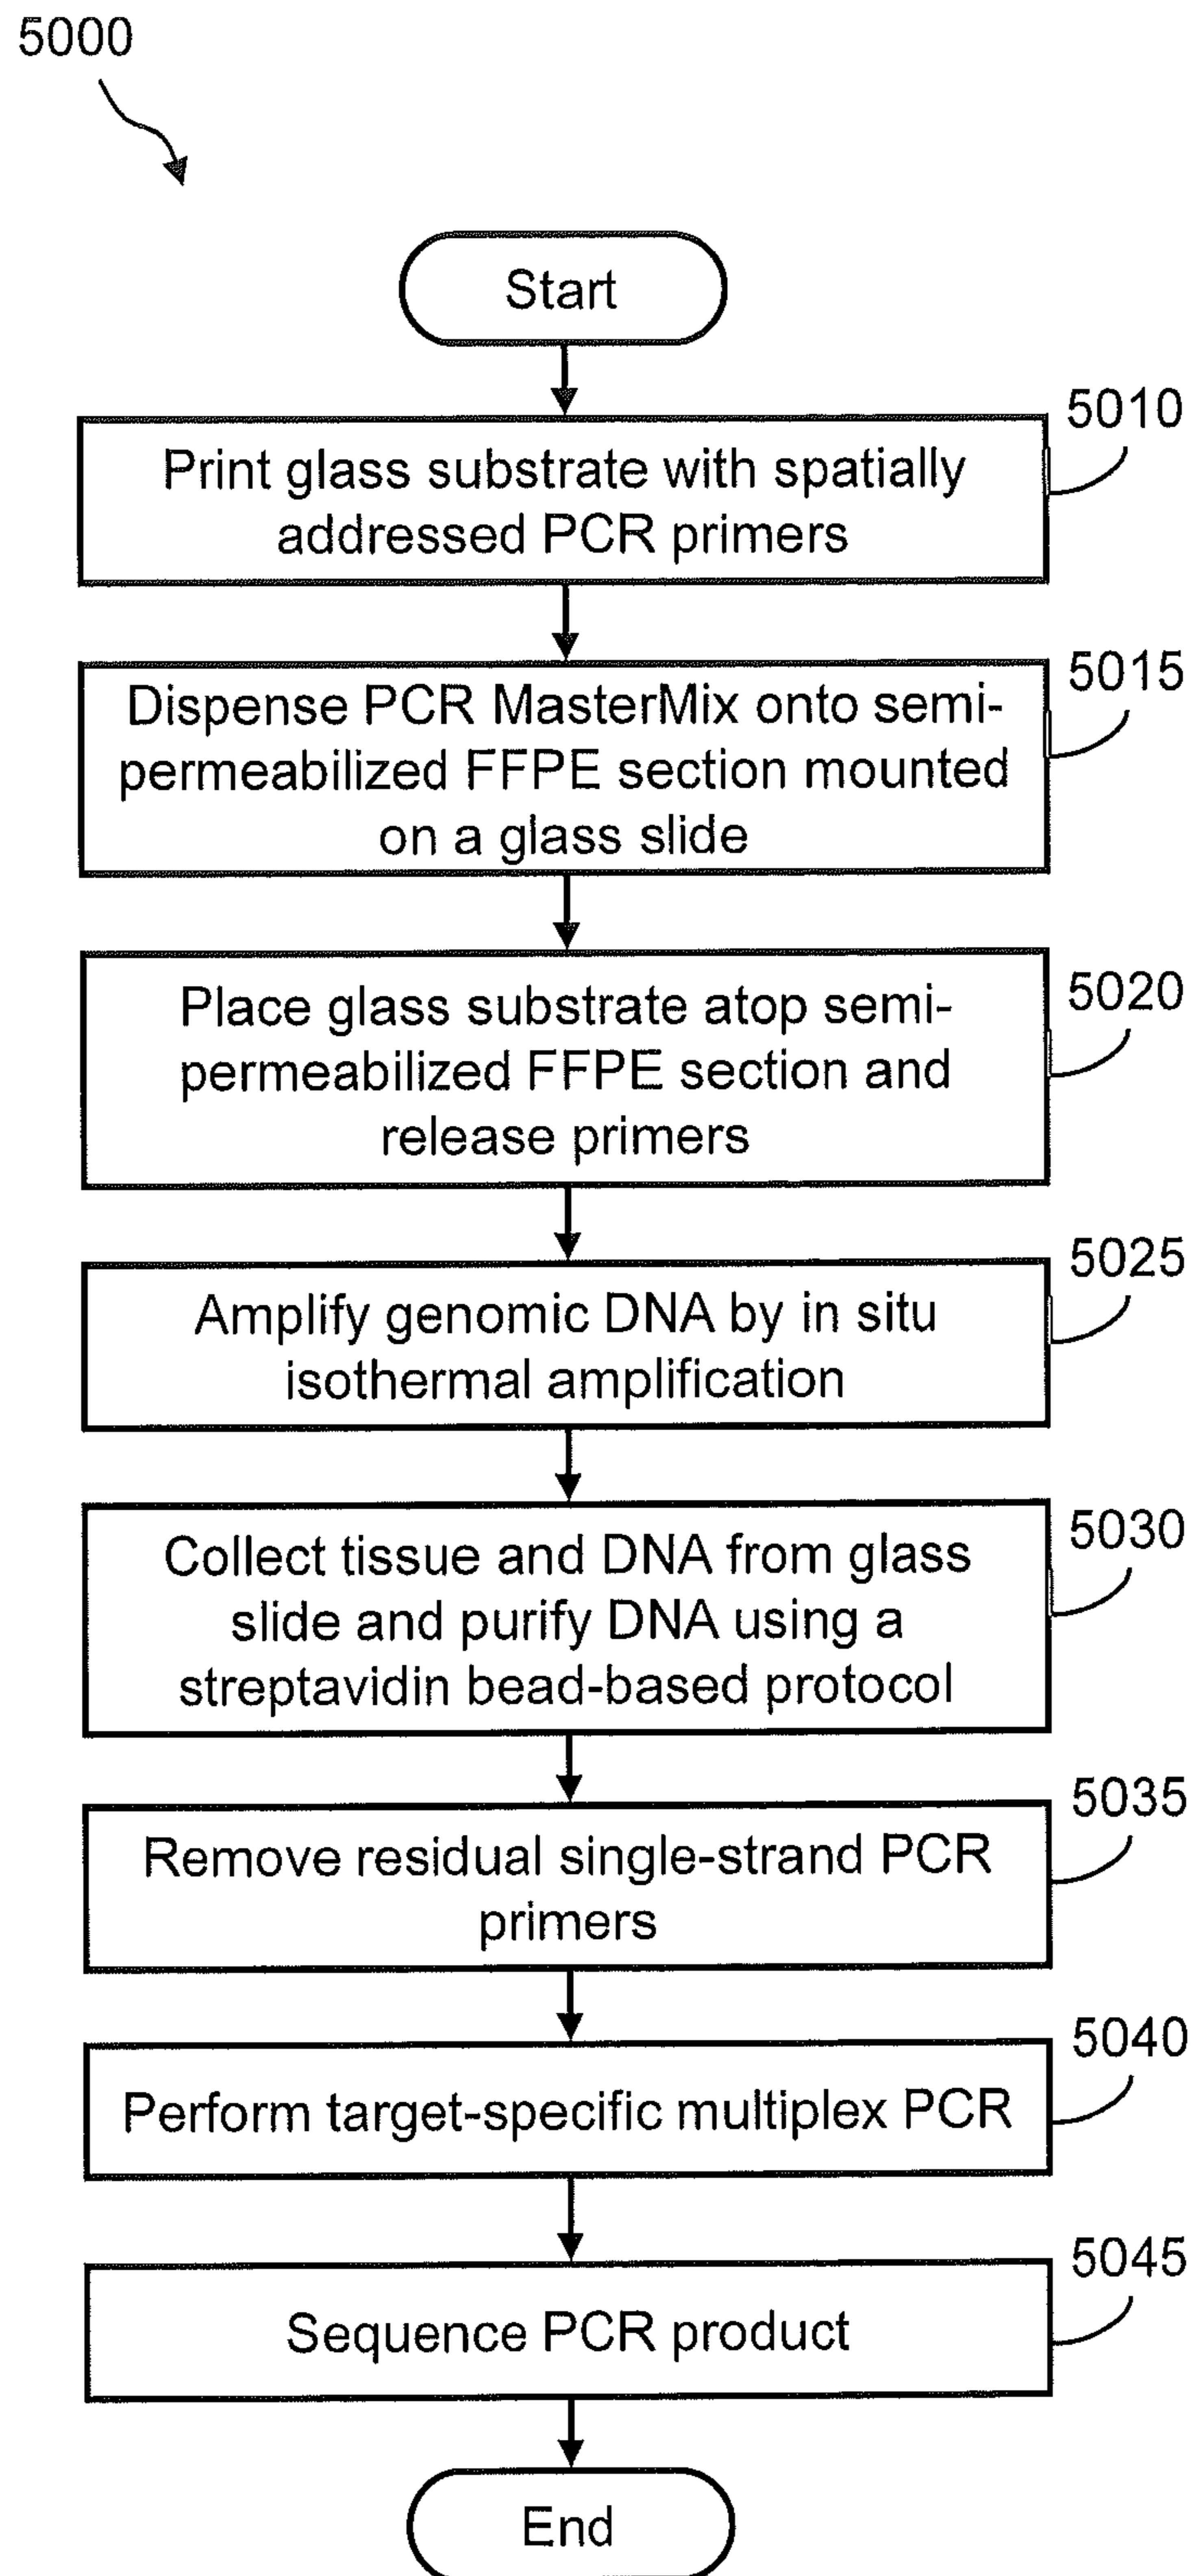 5000
Start
5010
Print glass substrate with spatially
addressed PCR primers
5015
Dispense PCR MasterMix onto semi-
permeabilized FFPE section mounted
on a glass slide
5020
Place glass substrate atop semi-
permeabilized FFPE section and
release primers
5025
Amplify genomic DNA by in situ
isothermal amplification
5030
Collect tissue and DNA from glass
slide and purify DNA using a
streptavidin bead-based protocol
5035
Remove residual single-strand PCR
primers
5040
Perform target-specific multiplex PCR
5045
Sequence PCR product
End